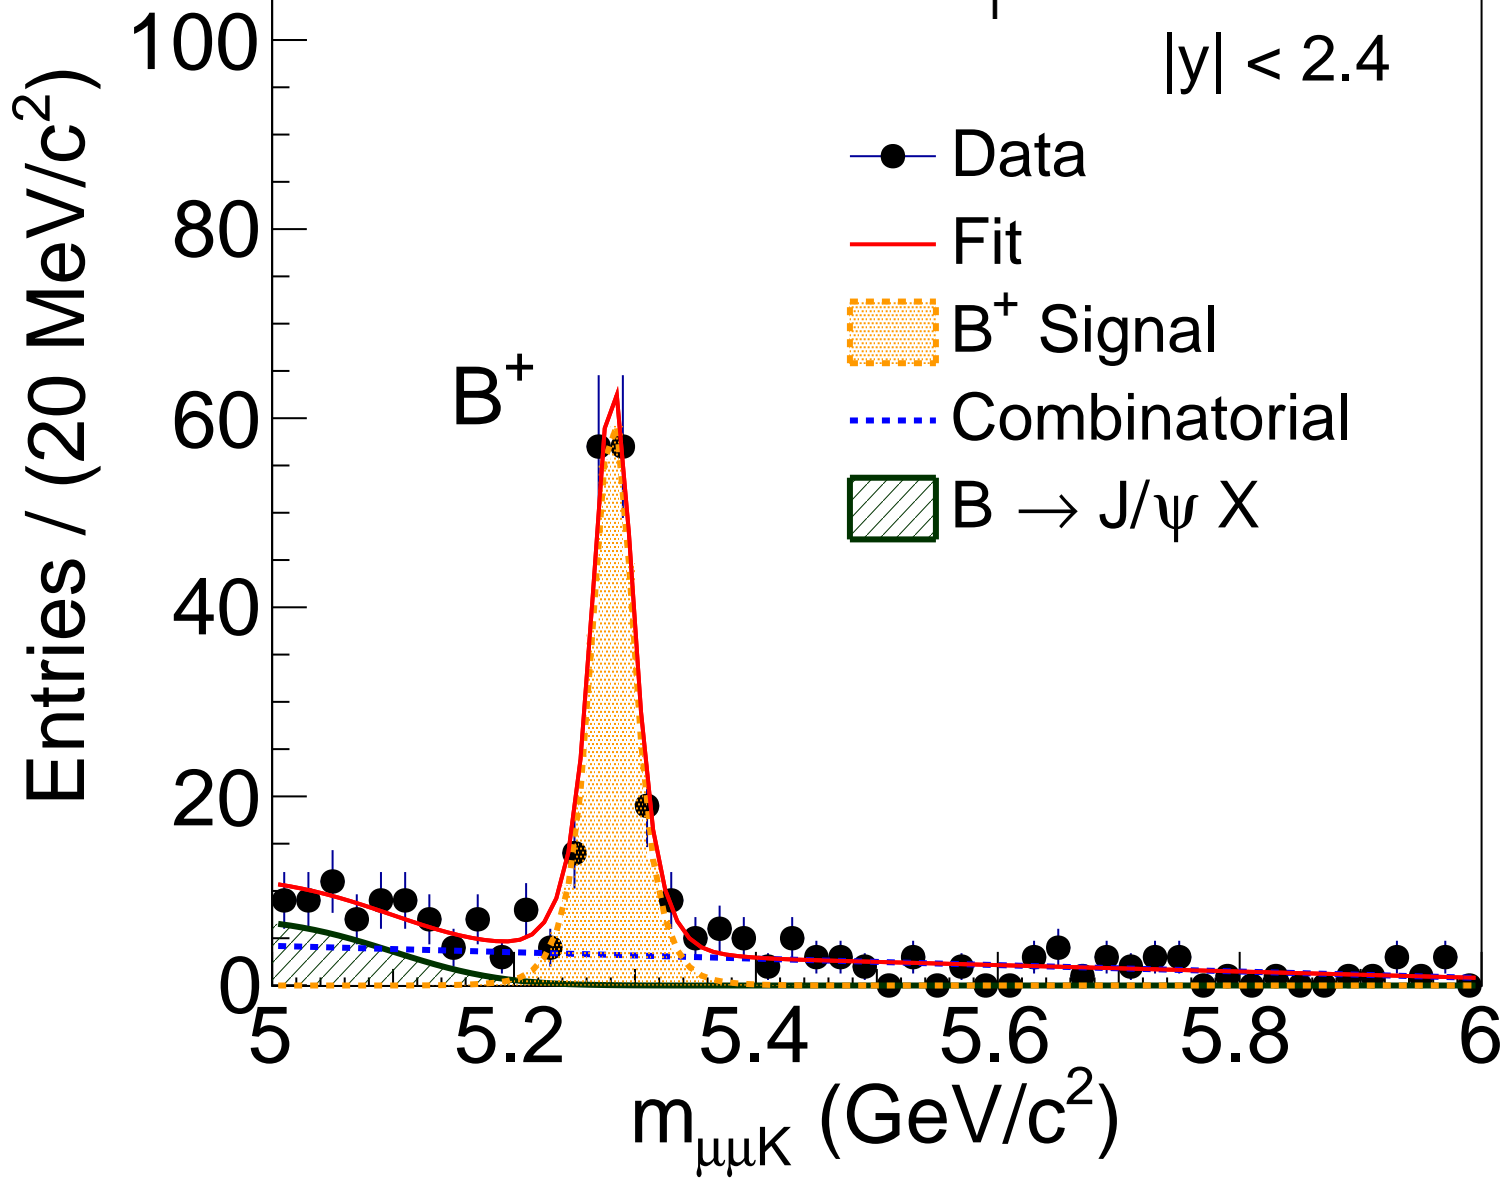 |y| < 2.4
Data
Fit
B⁺ Signal
Combinatorial
B → J/ψ X
B⁺
Entries / (20 MeV/c²)
100
80
60
40
20
0
5 5.2 5.4 5.6 5.8 6
m_μμK (GeV/c²)